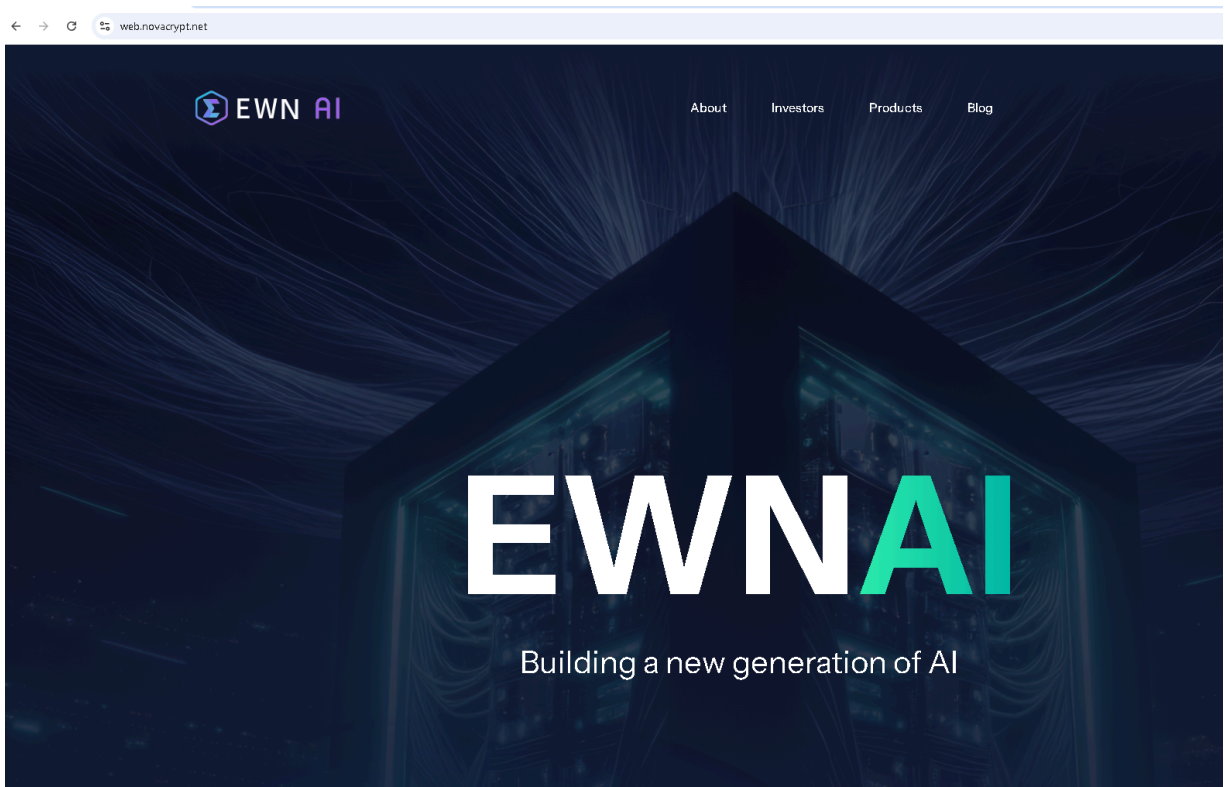 web.novacrypt.net
EWN AI
About Investors Products Blog
EWNAI
Building a new generation of AI